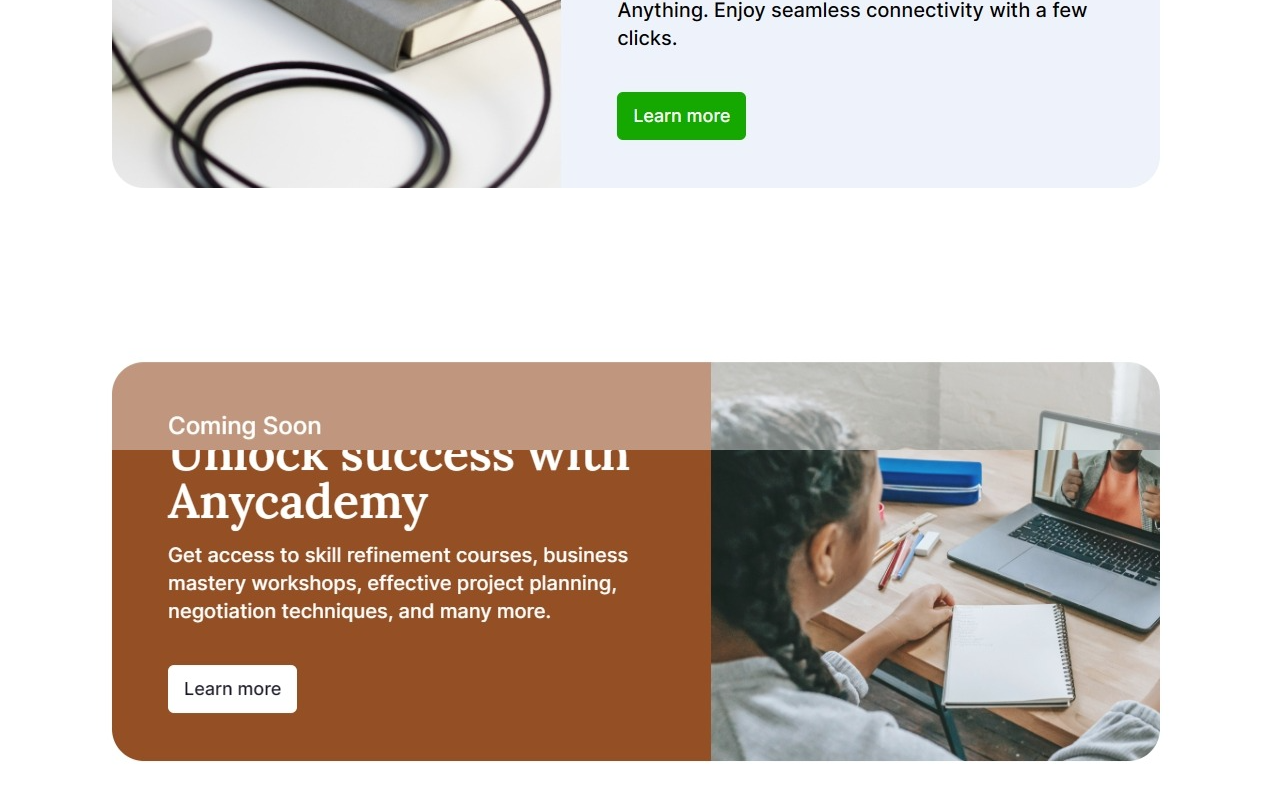 Anything. Enjoy seamless connectivity with a few
clicks.
Learn more
Coming Soon
Unlock success with
Anycademy
Get access to skill refinement courses, business
mastery workshops, effective project planning,
negotiation techniques, and many more.
Learn more